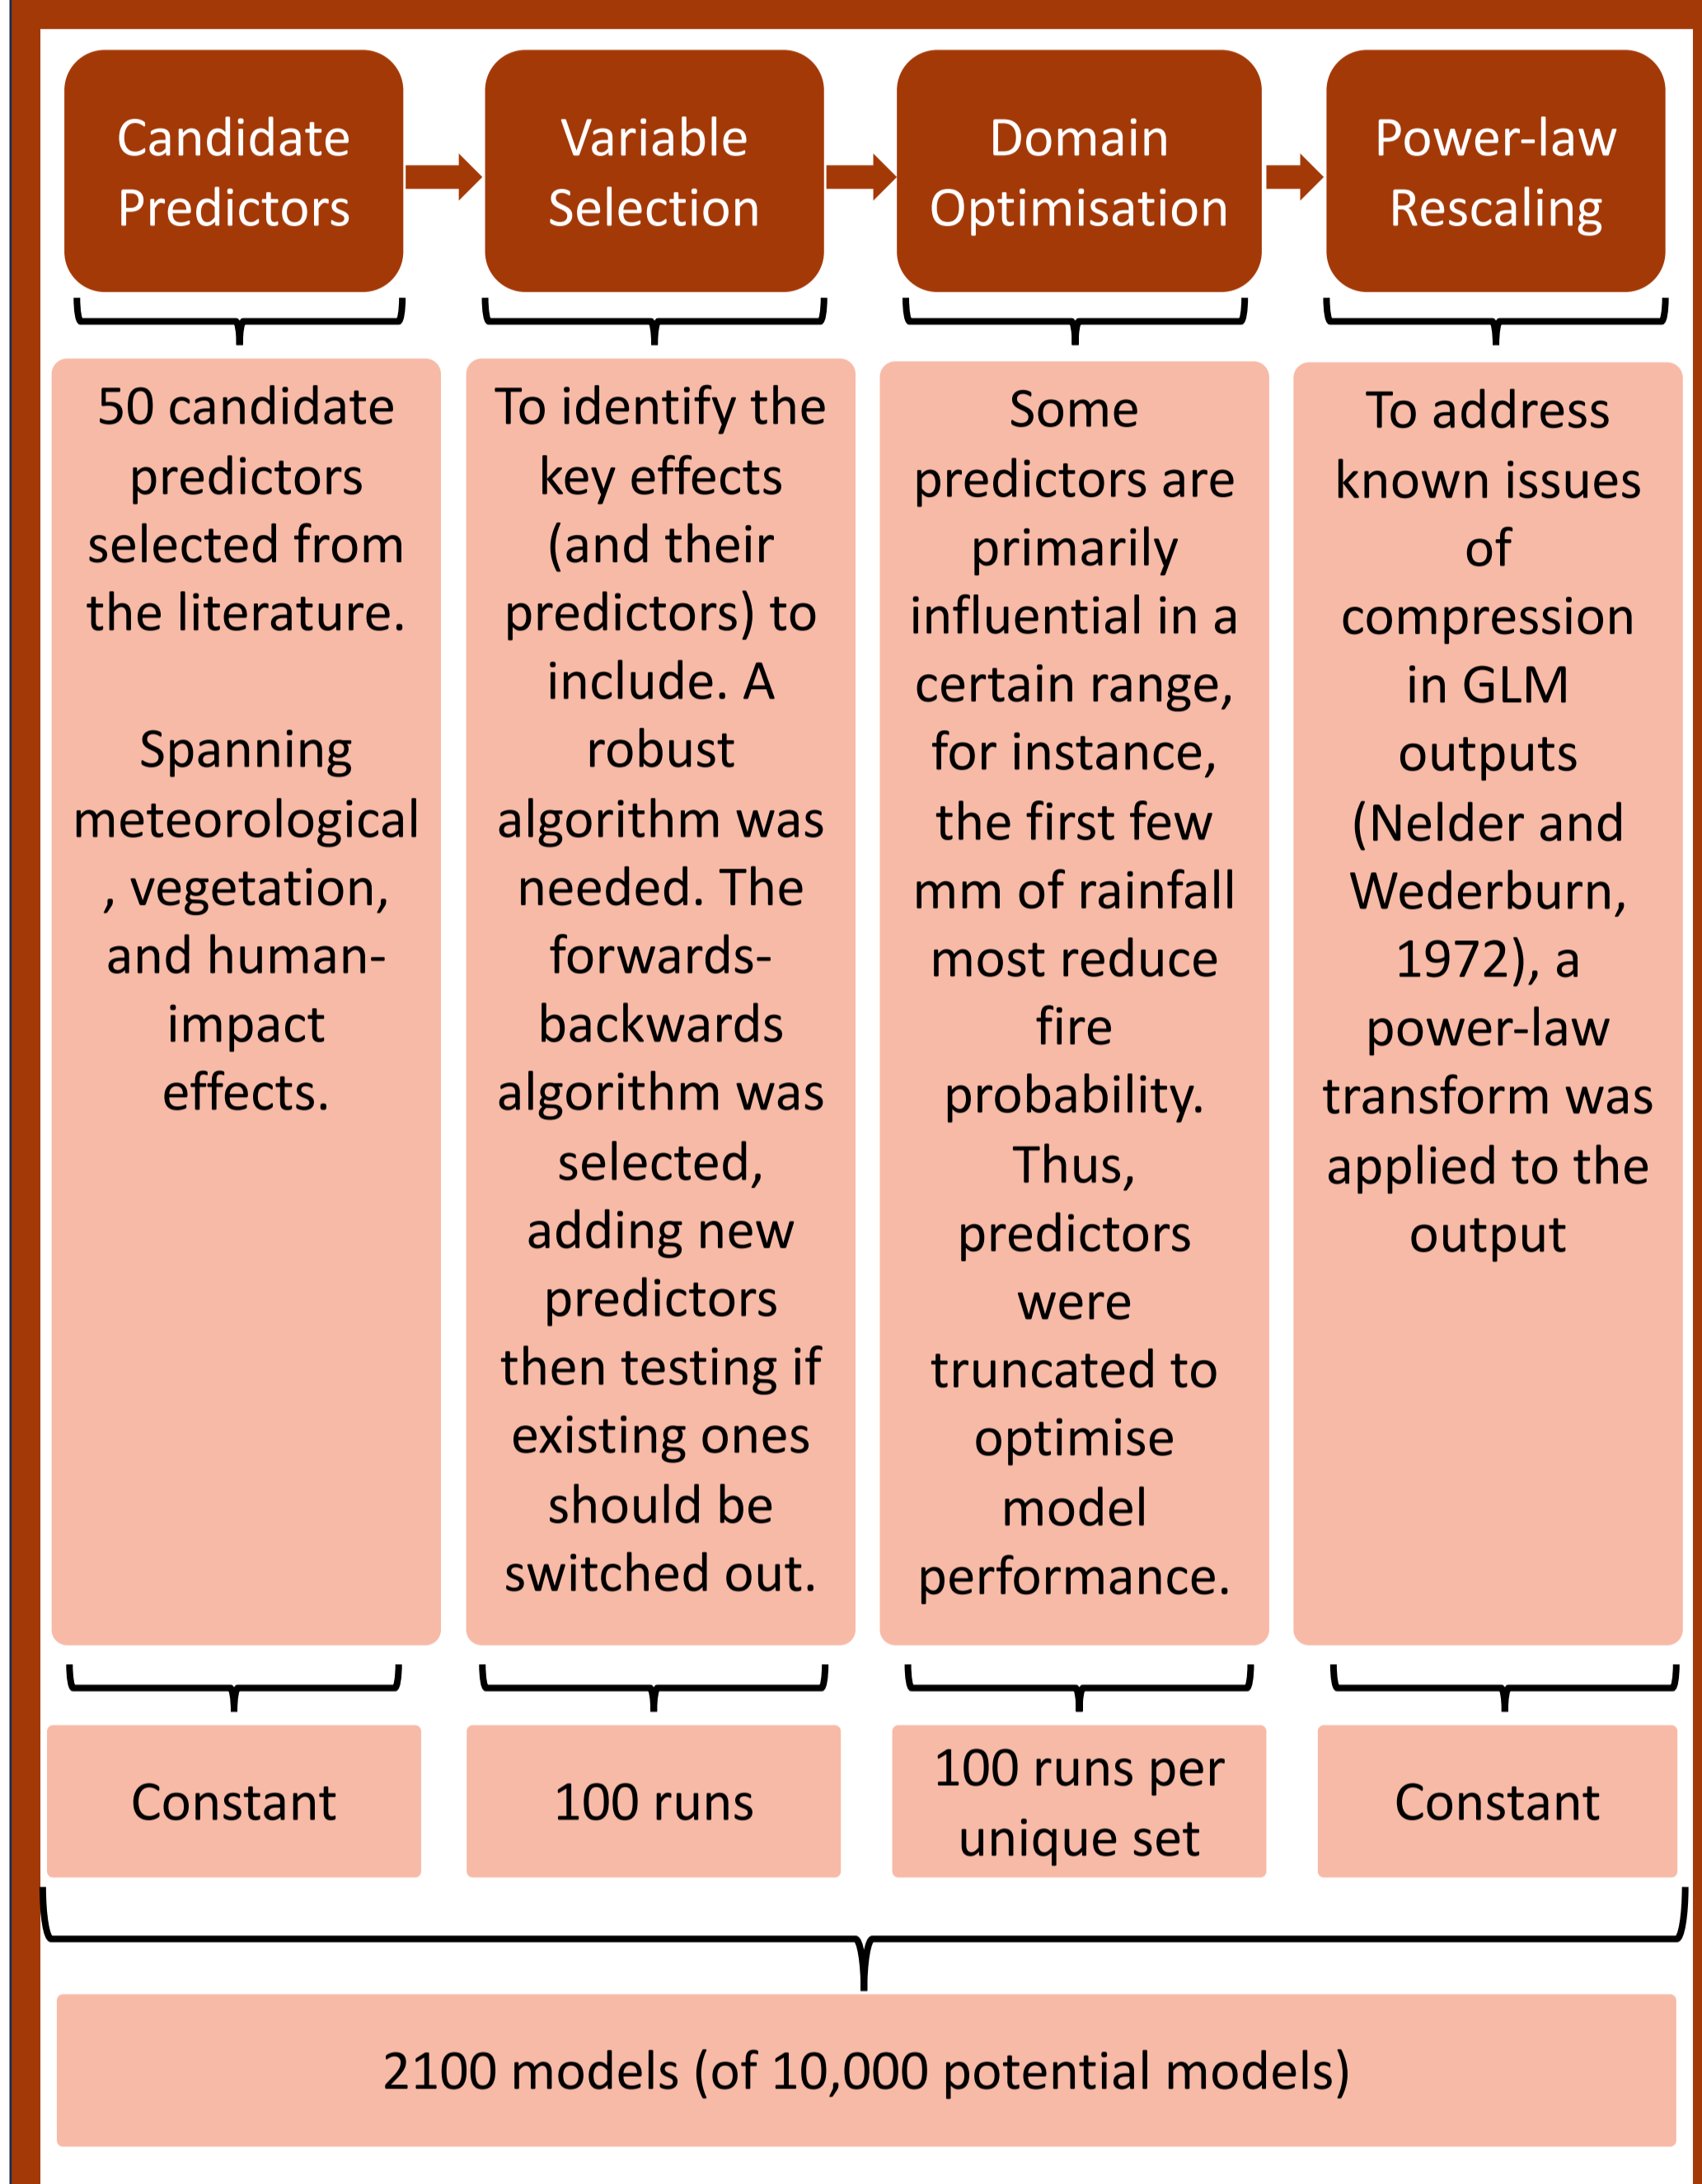 Candidate
Predictors
Variable
Selection
Domain
Optimisation
Power-law
Rescaling
50 candidate
predictors
selected from
the literature.
Spanning
meteorological
, vegetation,
and human-
impact
effects.
To identify the
key effects
(and their
predictors) to
include. A
robust
algorithm was
needed. The
forwards-
backwards
algorithm was
selected,
adding new
predictors
then testing if
existing ones
should be
switched out.
Some
predictors are
primarily
influential in a
certain range,
for instance,
the first few
mm of rainfall
most reduce
fire
probability.
Thus,
predictors
were
truncated to
optimise
model
performance.
To address
known issues
of
compression
in GLM
outputs
(Nelder and
Wederburn,
1972), a
power-law
transform was
applied to the
output
Constant
100 runs
100 runs per
unique set
Constant
2100 models (of 10,000 potential models)